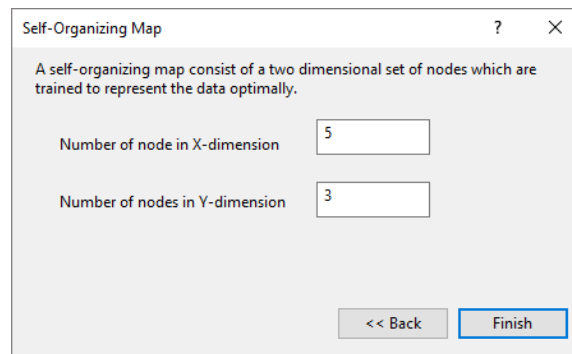 Self-Organizing Map
?
A self-organizing map consist of a two dimensional set of nodes which are
trained to represent the data optimally.
Number of node in X-dimension
5
Number of nodes in Y-dimension
3
<< Back
Finish